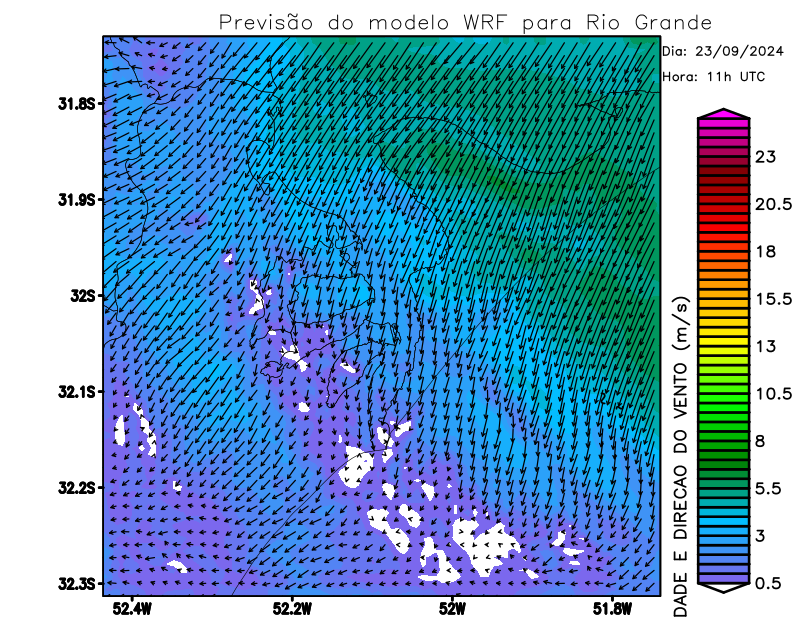 Previsão do modelo WRF para Rio Grande
Dia: 23/09/2024
Hora: 11h UTC
31.8S
31.9S
32S
32.1S
32.2S
32.3S
52.4W
52.2W
52W
51.8W
23
20.5
18
15.5
13
10.5
8
5.5
3
0.5
DADE E DIRECAO DO VENTO (m/s)